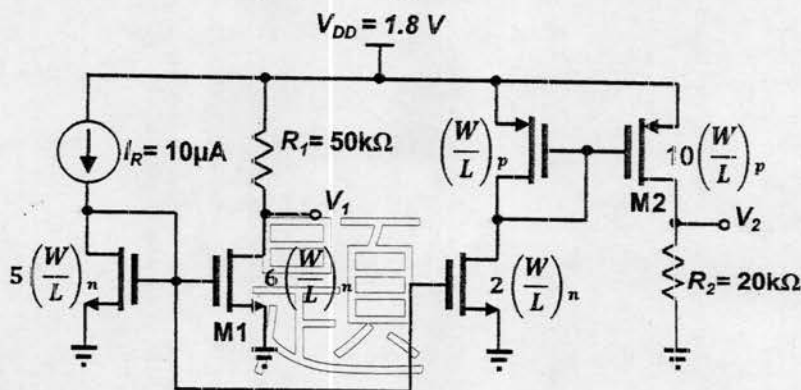 V_DD = 1.8 V
I_R = 10μA
R_1 = 50kΩ
(W/L)_p
10(W/L)_p
M2
V_1
V_2
5(W/L)_n
6(W/L)_n
M1
2(W/L)_n
R_2 = 20kΩ